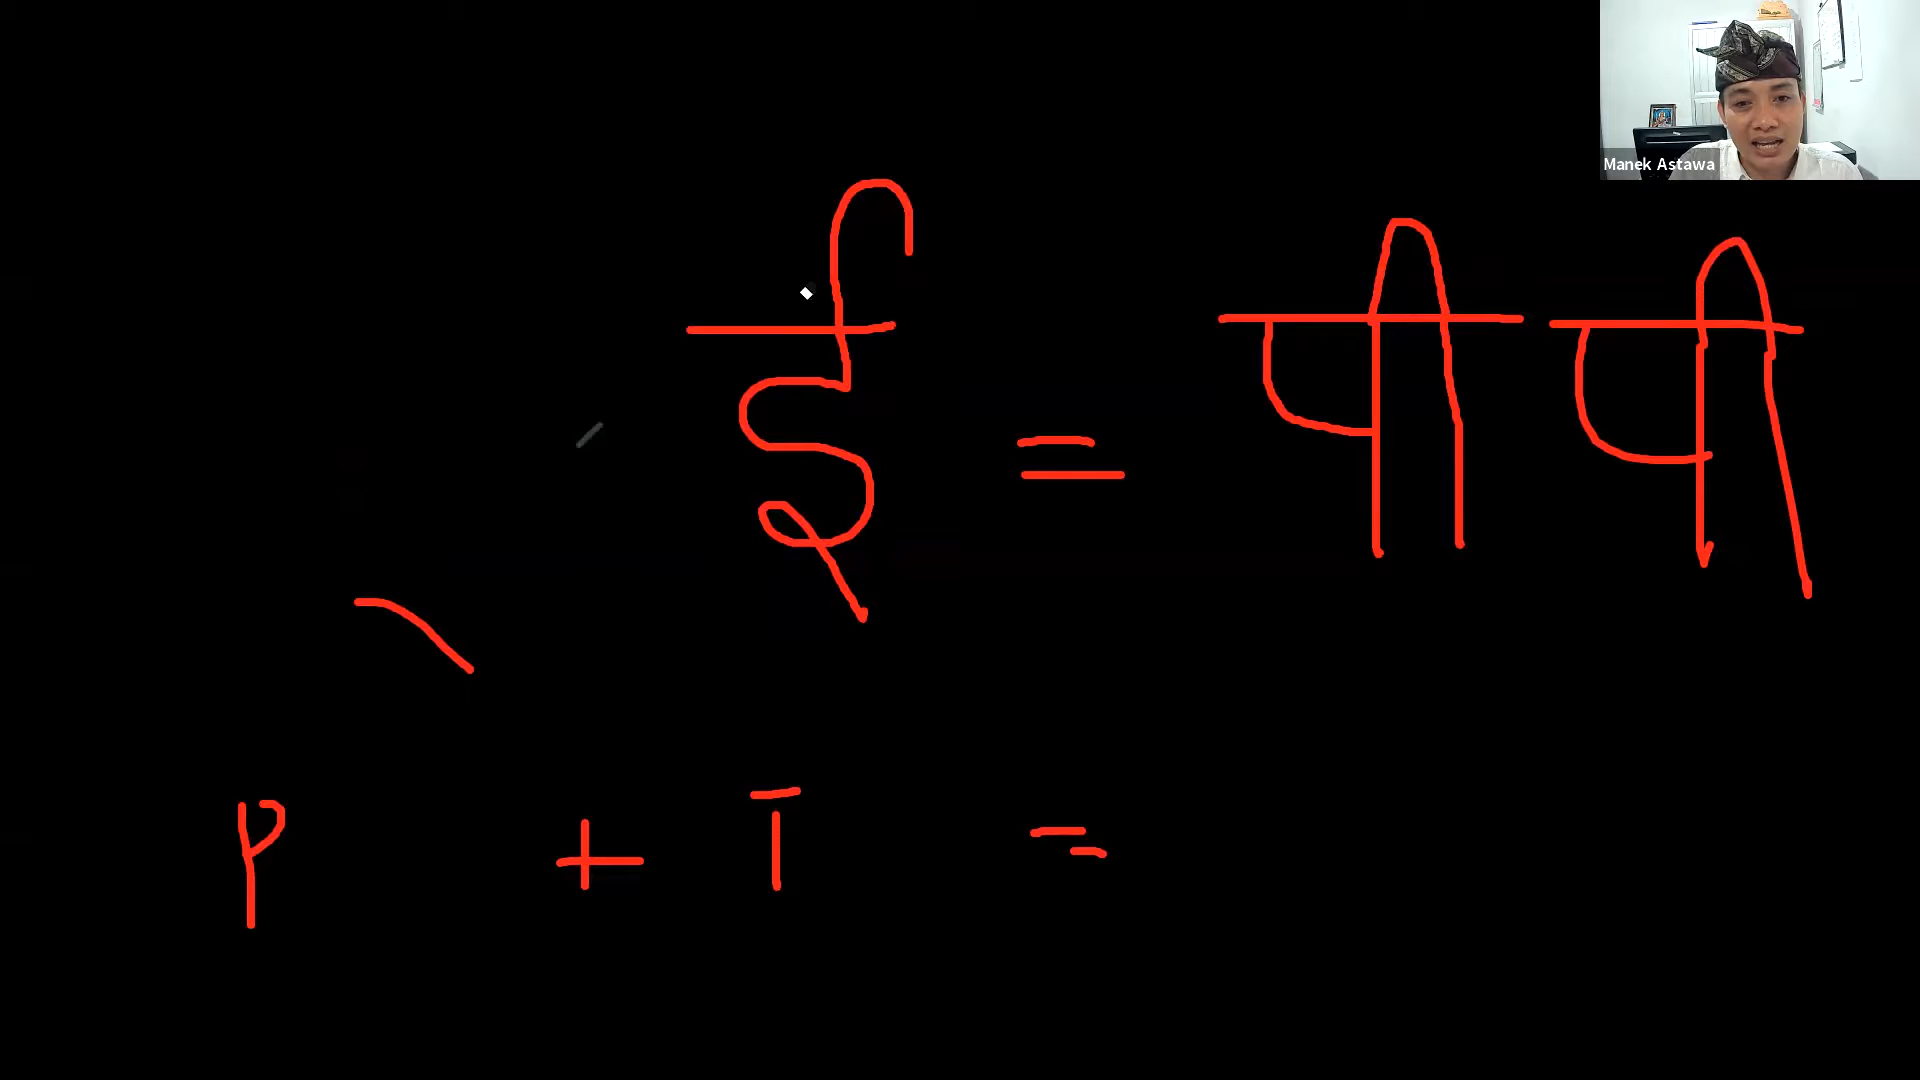 Manek Astawa
ई = पी पी
P + Ī =